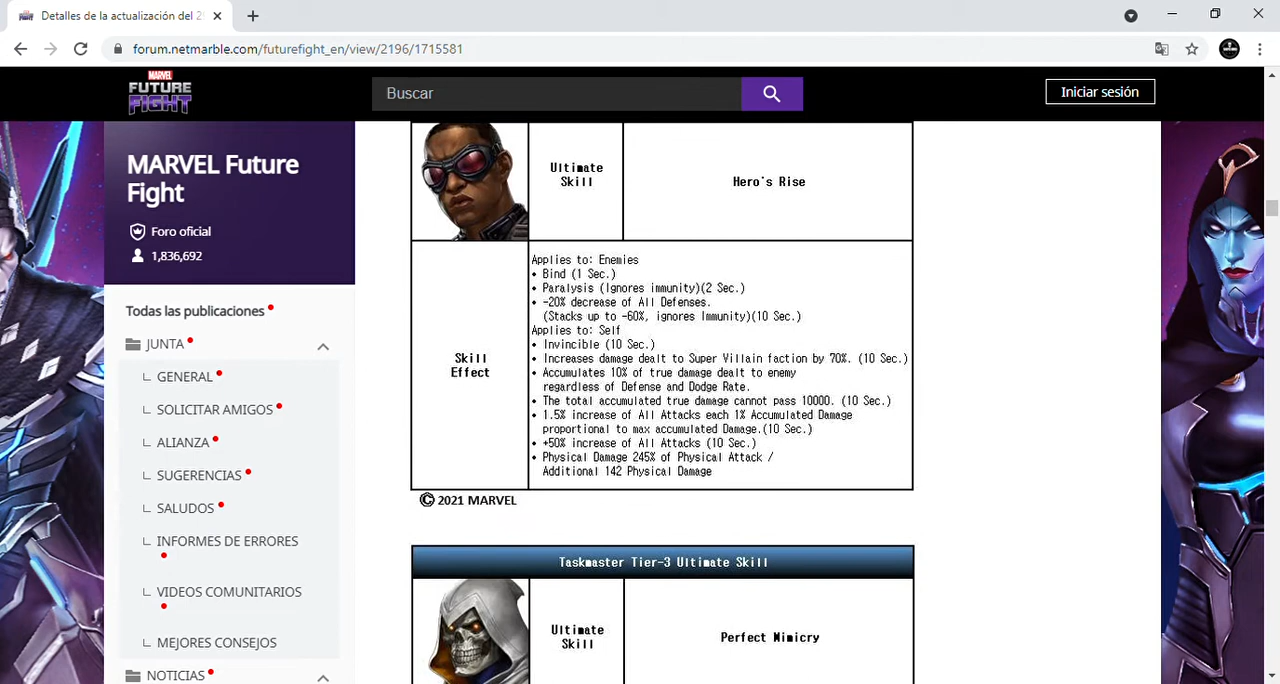 Detalles de la actualización del 2
forum.netmarble.com/futurefight_en/view/2196/1715581
MARVEL
FUTURE
FIGHT
Buscar
Iniciar sesión
MARVEL Future
Fight
Foro oficial
1,836,692
Todas las publicaciones
JUNTA
GENERAL
SOLICITAR AMIGOS
ALIANZA
SUGERENCIAS
SALUDOS
INFORMES DE ERRORES
VIDEOS COMUNITARIOS
MEJORES CONSEJOS
NOTICIAS
Ultimate
Skill
Hero's Rise
Skill
Effect
Applies to: Enemies
• Bind (1 Sec.)
• Paralysis (Ignores immunity)(2 Sec.)
• -20% decrease of All Defenses.
(Stacks up to -60%, ignores Immunity)(10 Sec.)
Applies to: Self
• Invincible (10 Sec.)
• Increases damage dealt to Super Villain faction by 70%. (10 Sec.)
• Accumulates 10% of true damage dealt to enemy
regardless of Defense and Dodge Rate.
• The total accumulated true damage cannot pass 10000. (10 Sec.)
• 1.5% increase of All Attacks each 1% Accumulated Damage
proportional to max accumulated Damage.(10 Sec.)
• +50% increase of All Attacks (10 Sec.)
• Physical Damage 245% of Physical Attack /
Additional 142 Physical Damage
© 2021 MARVEL
Taskmaster Tier-3 Ultimate Skill
Ultimate
Skill
Perfect Mimicry